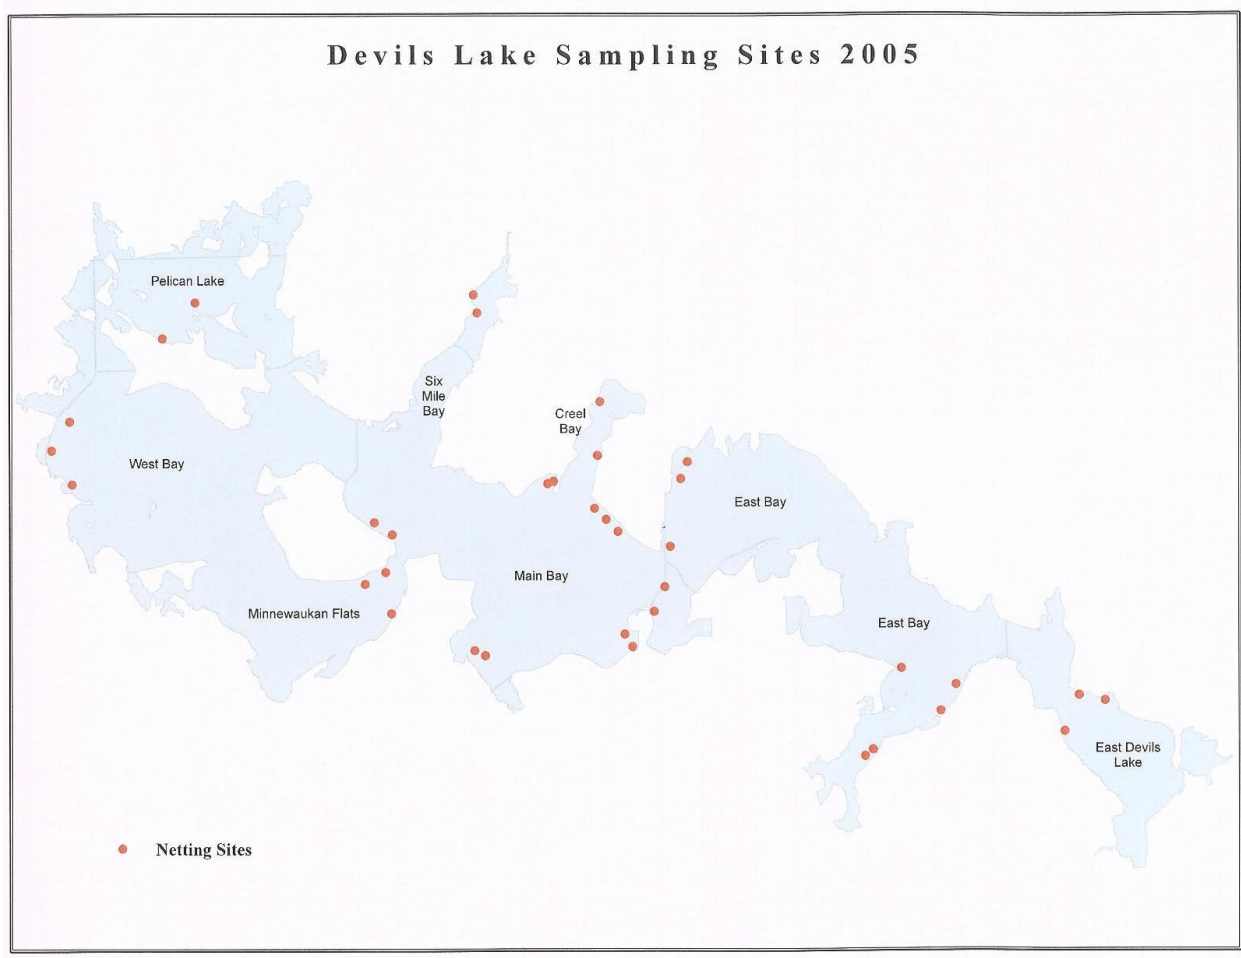 Devils Lake Sampling Sites 2005
Pelican Lake
Six
Mile
Bay
Creel
Bay
West Bay
East Bay
Main Bay
Minnewaukan Flats
East Bay
East Devils
Lake
Netting Sites